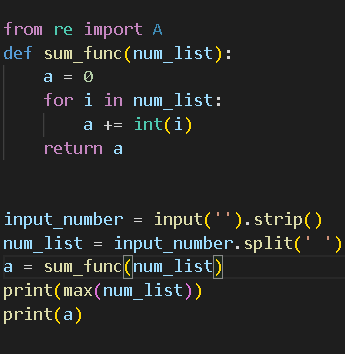 from re import A
def sum_func(num_list):
    a = 0
    for i in num_list:
        a += int(i)
    return a
input_number = input('').strip()
num_list = input_number.split(' ')
a = sum_func(num_list)
print(max(num_list))
print(a)